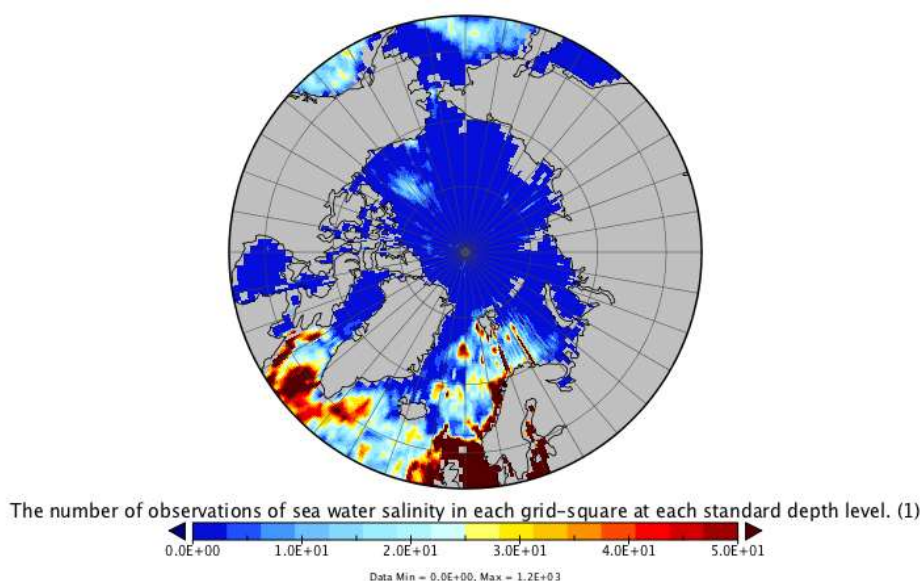 The number of observations of sea water salinity in each grid-square at each standard depth level. (1)
0.0E+00 1.0E+01 2.0E+01 3.0E+01 4.0E+01 5.0E+01
Data Min = 0.0E+00, Max = 1.2E+03